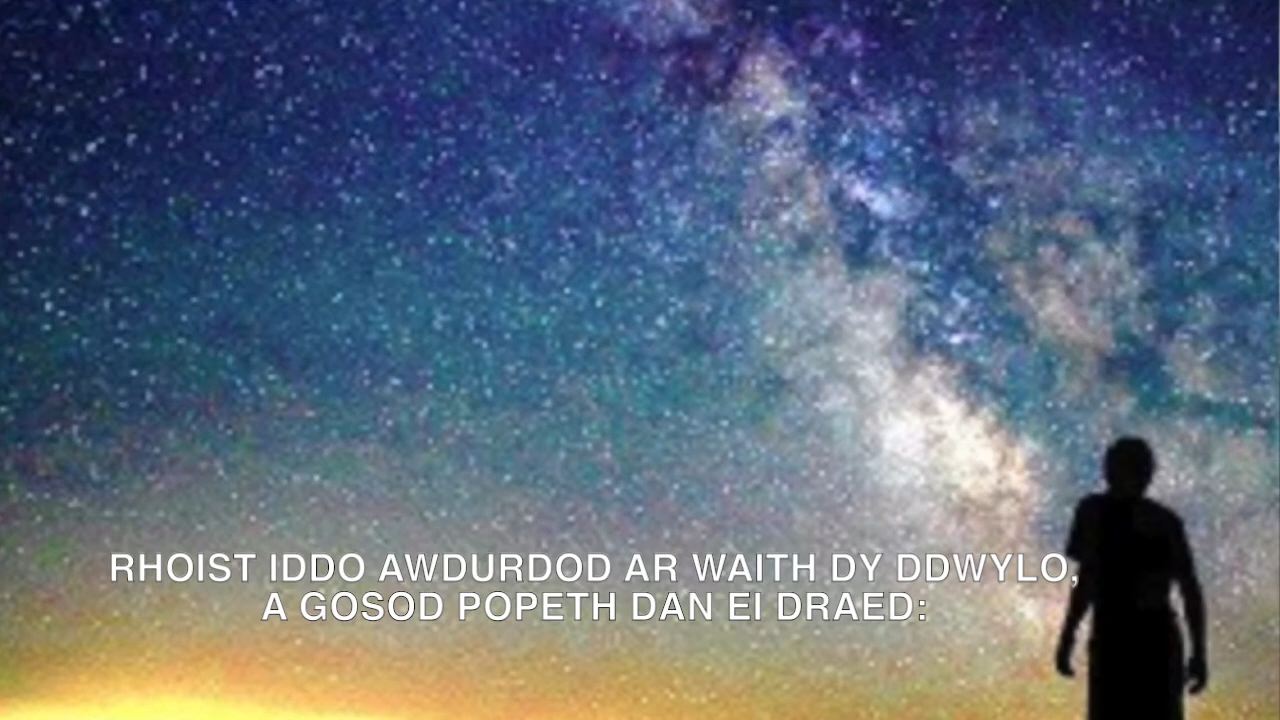 RHOIST IDDO AWDURDOD AR WAITH DY DDWYLO,
A GOSOD POPETH DAN EI DRAED: